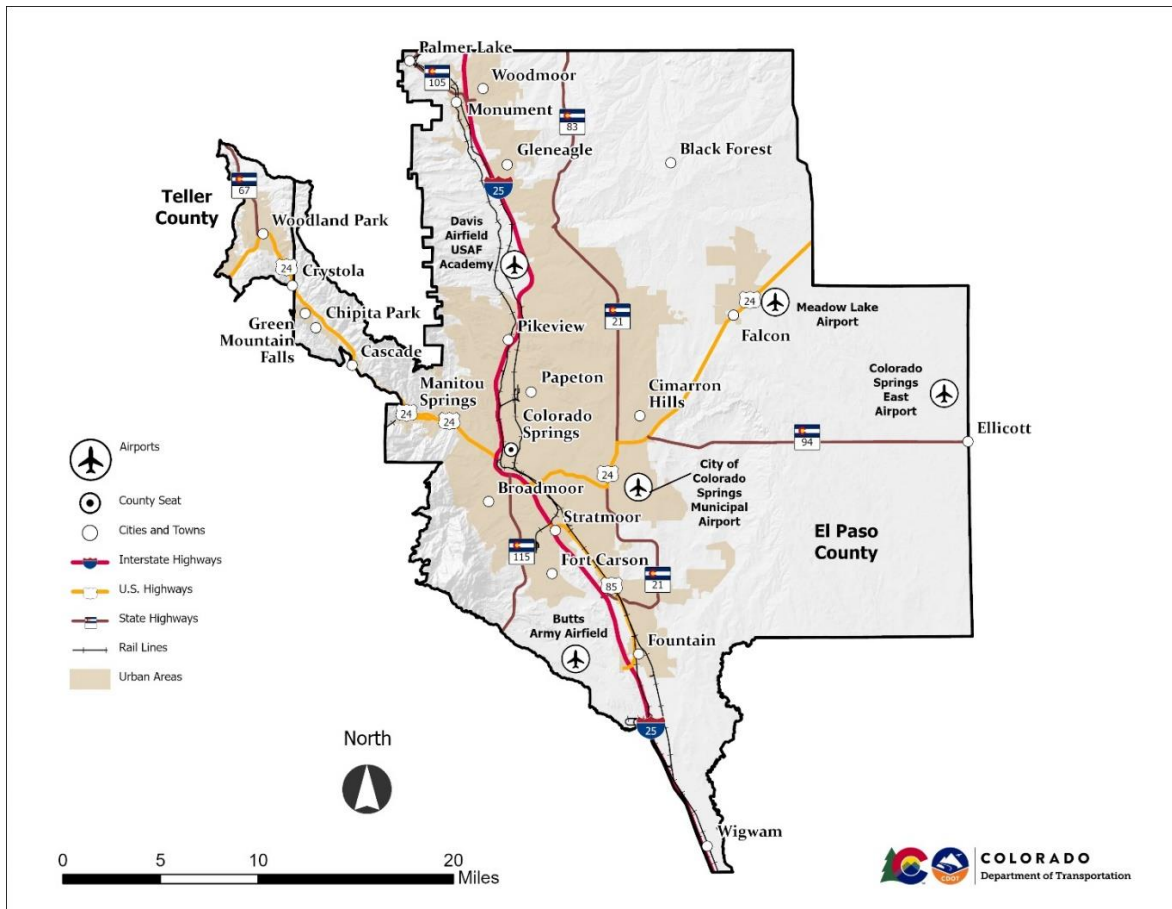 Palmer Lake
105
Woodmoor
Monument
83
Gleneagle
Black Forest
25
67
Teller
County
Woodland Park
Davis
Airfield
USAF
Academy
24
Crystola
Chipita Park
Green
Mountain
Falls
Cascade
21
24
Meadow Lake
Airport
Falcon
Pikeview
Manitou
Springs
24
24
Papeton
Cimarron
Hills
Colorado
Springs
East
Airport
Colorado
Springs
94
Ellicott
24
City of
Colorado
Springs
Municipal
Airport
Broadmoor
Stratmoor
115
Fort Carson
85
21
El Paso
County
Butts
Army Airfield
Fountain
25
Wigwam
Airports
County Seat
Cities and Towns
Interstate Highways
U.S. Highways
State Highways
Rail Lines
Urban Areas
North
0 5 10 20
Miles
CDOT
COLORADO
Department of Transportation